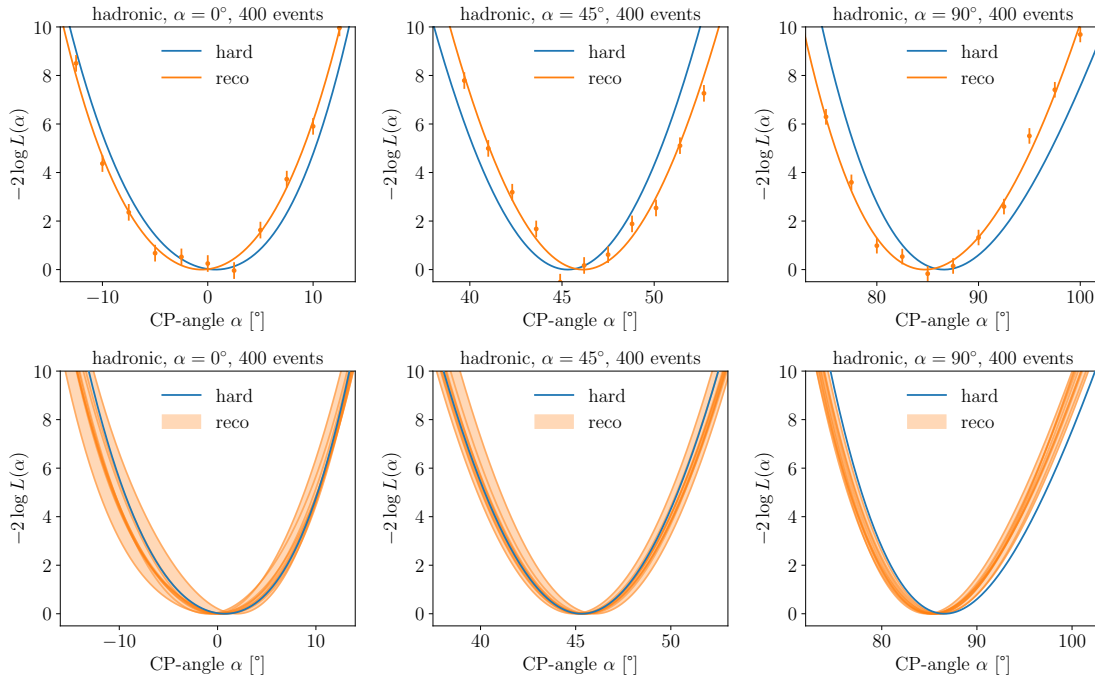 hadronic, α = 0°, 400 events
hard
reco
−2 log L(α)
10
8
6
4
2
0
−10
0
10
CP-angle α [°]
hadronic, α = 45°, 400 events
hard
reco
−2 log L(α)
10
8
6
4
2
0
40
45
50
CP-angle α [°]
hadronic, α = 90°, 400 events
hard
reco
−2 log L(α)
10
8
6
4
2
0
80
90
100
CP-angle α [°]
hadronic, α = 0°, 400 events
hard
reco
−2 log L(α)
10
8
6
4
2
0
−10
0
10
CP-angle α [°]
hadronic, α = 45°, 400 events
hard
reco
−2 log L(α)
10
8
6
4
2
0
40
45
50
CP-angle α [°]
hadronic, α = 90°, 400 events
hard
reco
−2 log L(α)
10
8
6
4
2
0
80
90
100
CP-angle α [°]